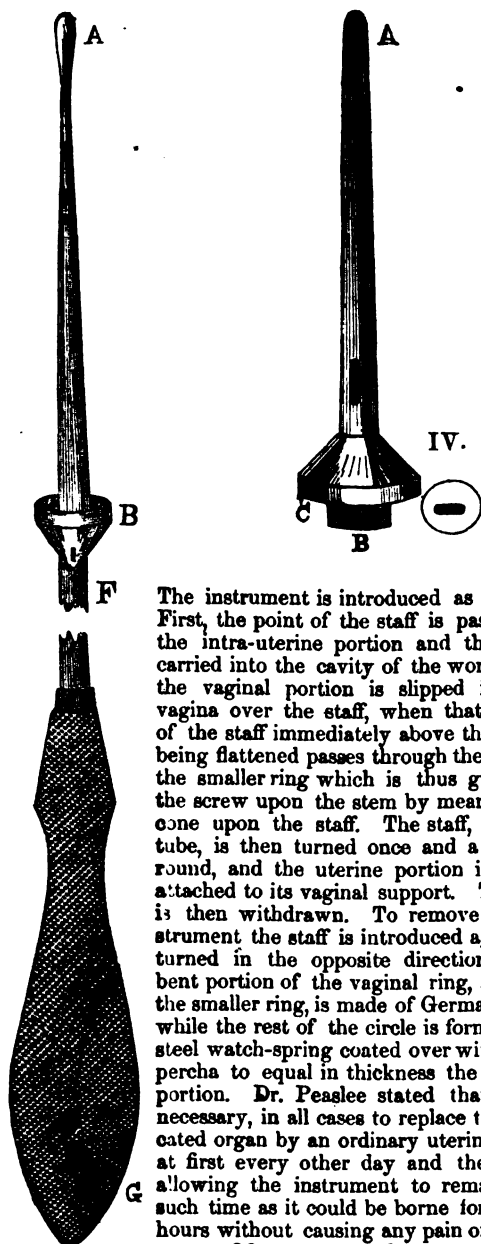 A
A
IV.
C
B
B
F
The instrument is introduced as
First, the point of the staff is pas
the intra-uterine portion and th
carried into the cavity of the wor
the vaginal portion is slipped
vagina over the staff, when that
of the staff immediately above th
being flattened passes through the
the smaller ring which is thus g
the screw upon the stem by mear
cone upon the staff. The staff,
tube, is then turned once and a
round, and the uterine portion i
attached to its vaginal support.
is then withdrawn. To remove
strument the staff is introduced a
turned in the opposite direction
bent portion of the vaginal ring,
the smaller ring, is made of Germa
while the rest of the circle is forn
steel watch-spring coated over wi
percha to equal in thickness the
portion. Dr. Peaslee stated tha
necessary, in all cases to replace t
cated organ by an ordinary uterin
at first every other day and the
allowing the instrument to rema
such time as it could be borne for
hours without causing any pain o
G